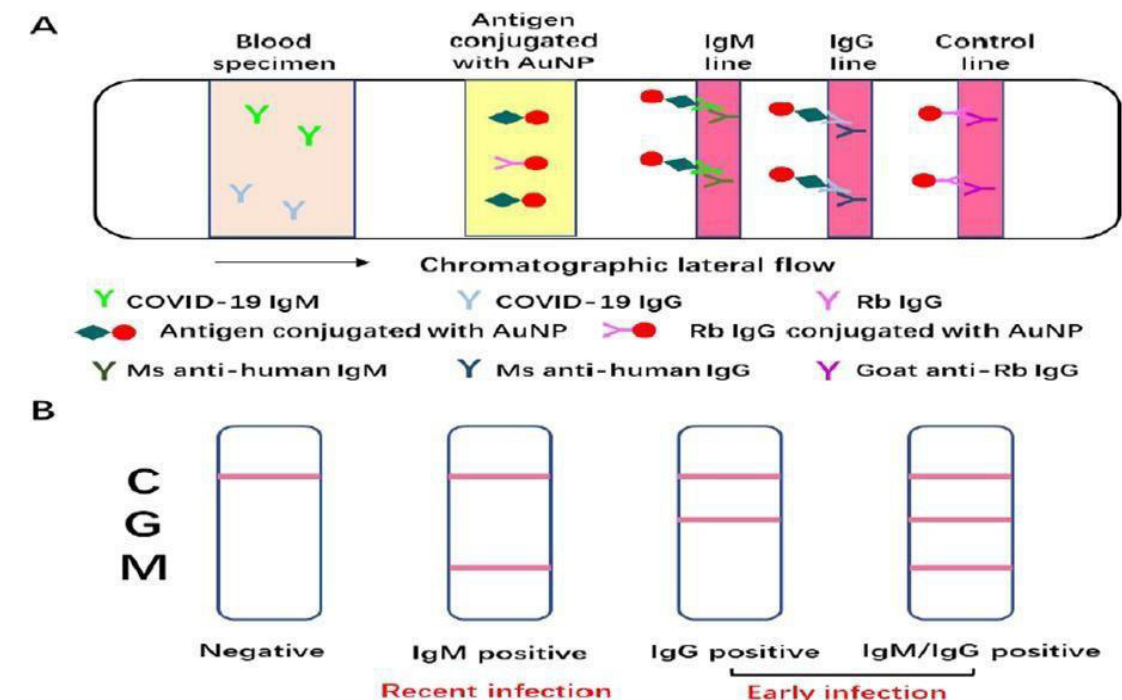 A
Blood
specimen
Antigen
conjugated
with AuNP
IgM
line
IgG
line
Control
line
Chromatographic lateral flow
COVID-19 IgM
COVID-19 IgG
Rb IgG
Antigen conjugated with AuNP
Rb IgG conjugated with AuNP
Ms anti-human IgM
Ms anti-human IgG
Goat anti-Rb IgG
B
C
G
M
Negative
IgM positive
IgG positive
IgM/IgG positive
Recent infection
Early infection